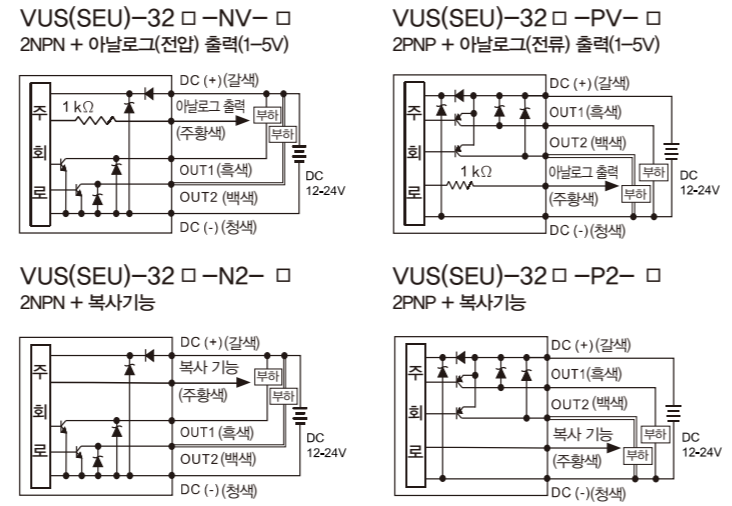 VUS(SEU)-32 □ -NV- □
2NPN + 아날로그(전압) 출력(1-5V)
주
회
로
1 kΩ
DC (+)(갈색)
아날로그 출력
(주황색)
부하
부하
OUT1(흑색)
OUT2 (백색)
DC
12-24V
DC (-)(청색)
VUS(SEU)-32 □ -PV- □
2PNP + 아날로그(전류) 출력(1-5V)
주
회
로
DC (+)(갈색)
OUT1(흑색)
OUT2 (백색)
1 kΩ
아날로그 출력
(주황색)
부하
부하
DC
12-24V
DC (-)(청색)
VUS(SEU)-32 □ -N2- □
2NPN + 복사기능
주
회
로
DC (+)(갈색)
복사 기능
(주황색)
부하
부하
OUT1 (흑색)
OUT2(백색)
DC
12-24V
DC (-)(청색)
VUS(SEU)-32 □ -P2- □
2PNP + 복사기능
주
회
로
DC (+)(갈색)
OUT1(흑색)
OUT2 (백색)
복사 기능
(주황색)
부하
부하
DC
12-24V
DC (-)(청색)